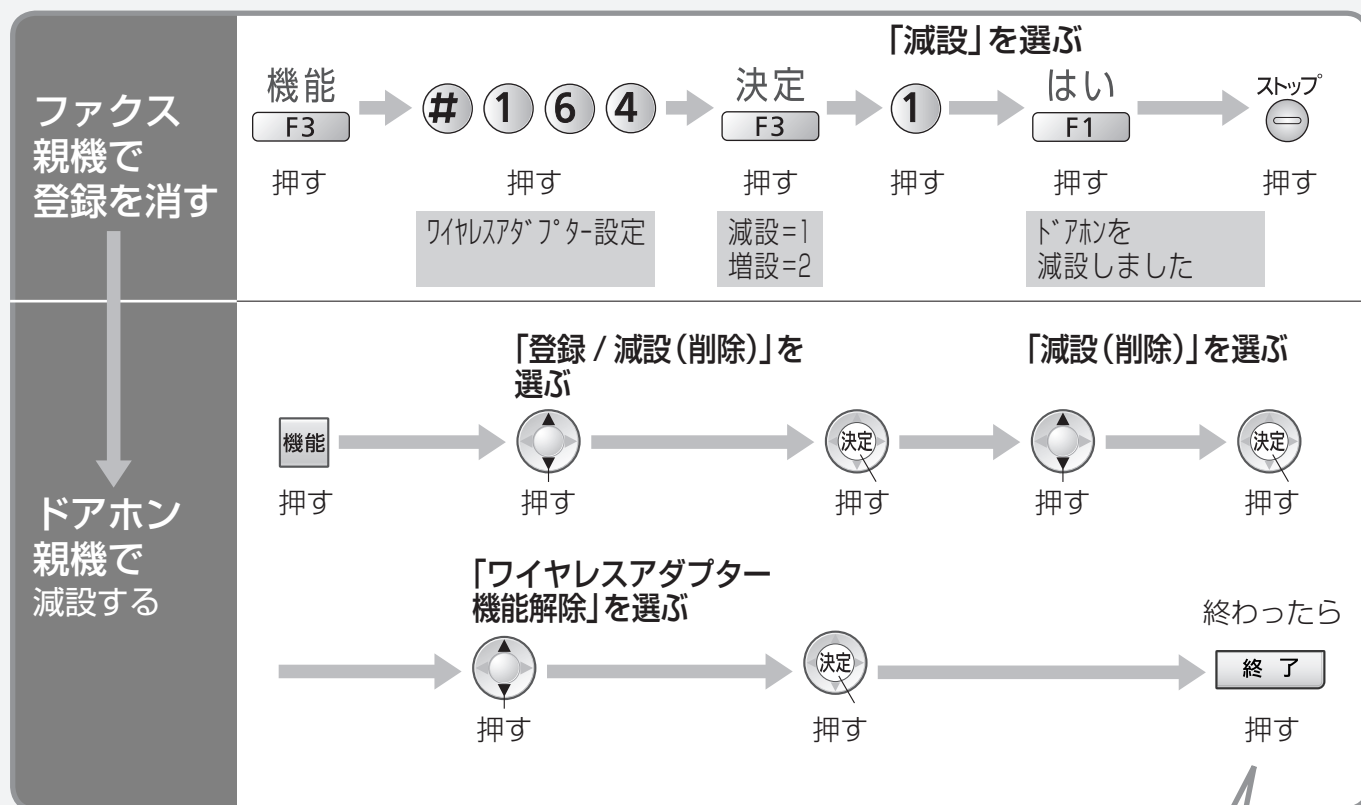 ファクス
親機で
登録を消す
「減設」を選ぶ
機能 決定 はい ストップ
F3 # 1 6 4 F3 1 F1
押す 押す 押す 押す 押す 押す
ﾜｲﾔﾚｽｱﾀﾞﾌﾟﾀｰ設定 減設=1 ﾄﾞｱﾎﾝを
増設=2 減設しました
ドアホン
親機で
減設する
「登録 / 減設(削除)」を 「減設(削除)」を選ぶ
選ぶ
機能 決定 決定
押す 押す 押す 押す 押す
「ワイヤレスアダプター
機能解除」を選ぶ
終わったら
決定 終 了
押す 押す 押す